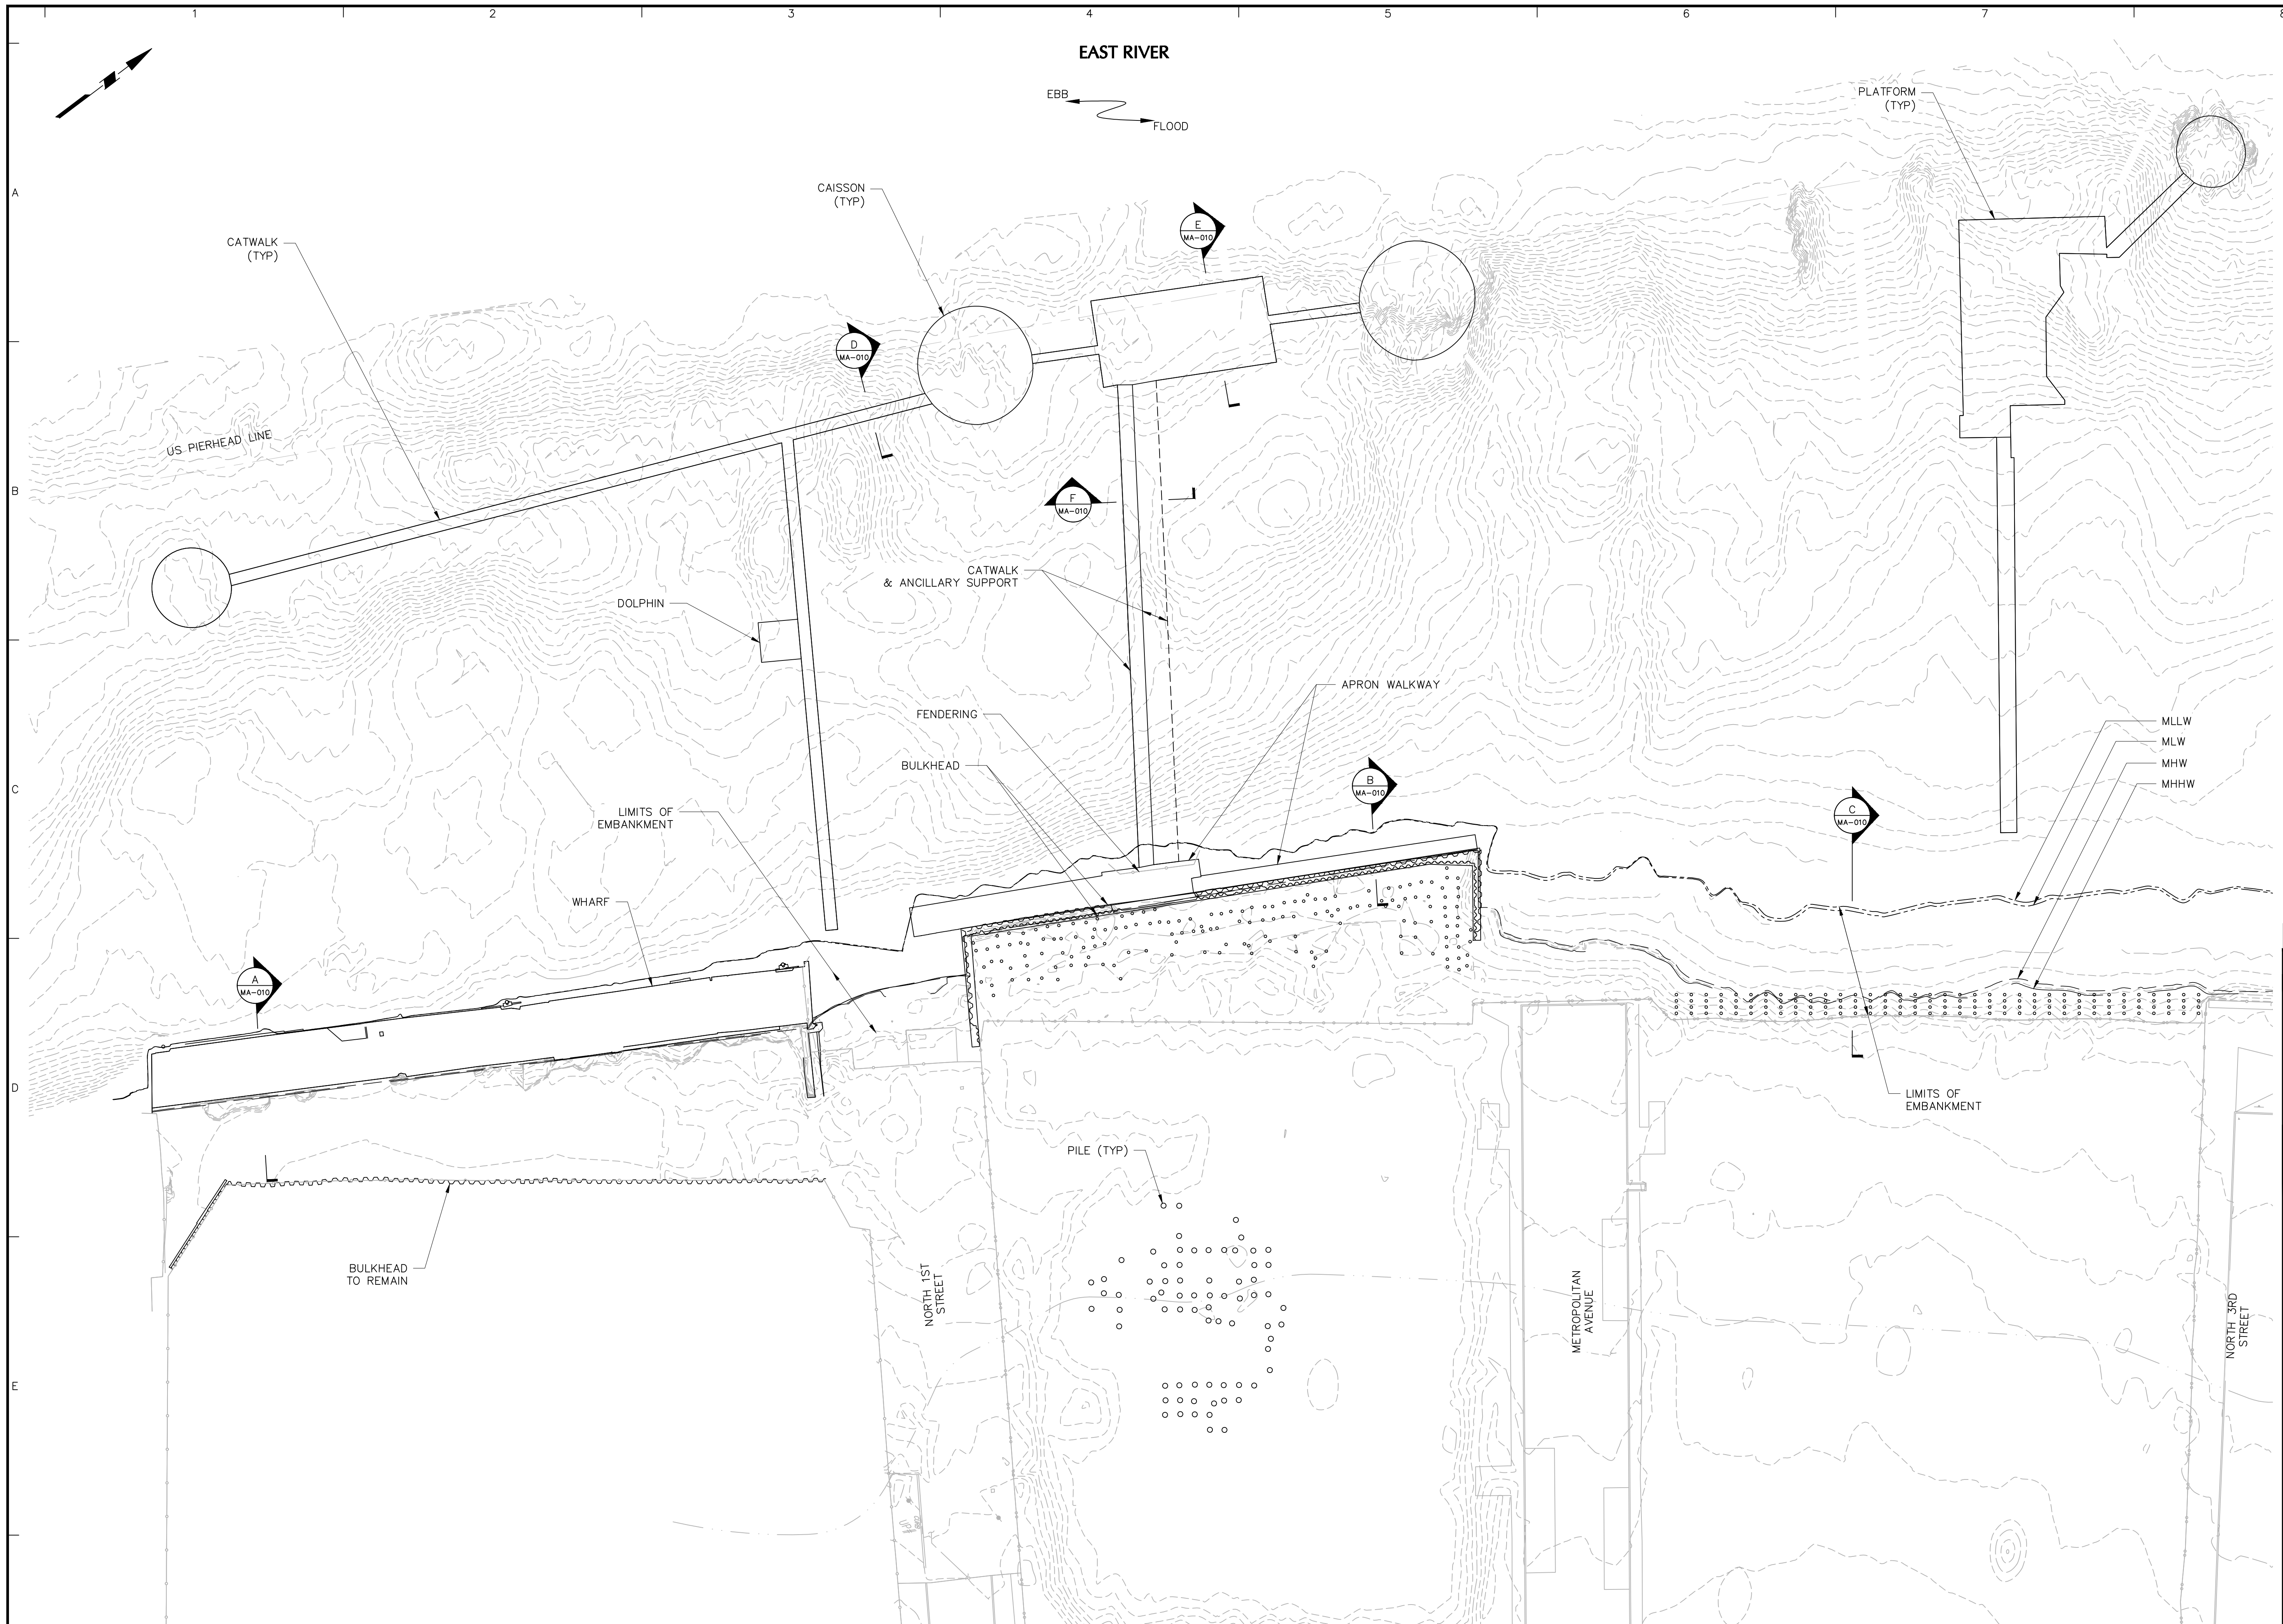 1
2
3
4
5
6
7
8
EAST RIVER
EBB
FLOOD
PLATFORM
(TYP)
A
CAISSON
(TYP)
E
MA-010
CATWALK
(TYP)
D
MA-010
US PIERHEAD LINE
B
F
MA-010
CATWALK
& ANCILLARY SUPPORT
DOLPHIN
APRON WALKWAY
FENDERING
MLLW
MLW
MHW
MHHW
BULKHEAD
B
MA-010
C
LIMITS OF
EMBANKMENT
C
MA-010
WHARF
A
MA-010
D
LIMITS OF
EMBANKMENT
PILE (TYP)
BULKHEAD
TO REMAIN
NORTH 1ST
STREET
METROPOLITAN
AVENUE
NORTH 3RD
STREET
E